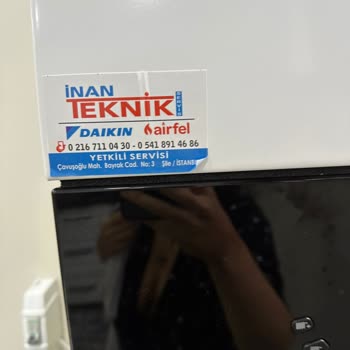 İNAN
TEKNİK
SERVİS
DAIKIN airfel
0 216 711 04 30 - 0 541 891 46 86
YETKİLİ SERVİSİ
Çavuşoğlu Mah. Bayrak Cad. No: 3 Şile / İSTANBUL